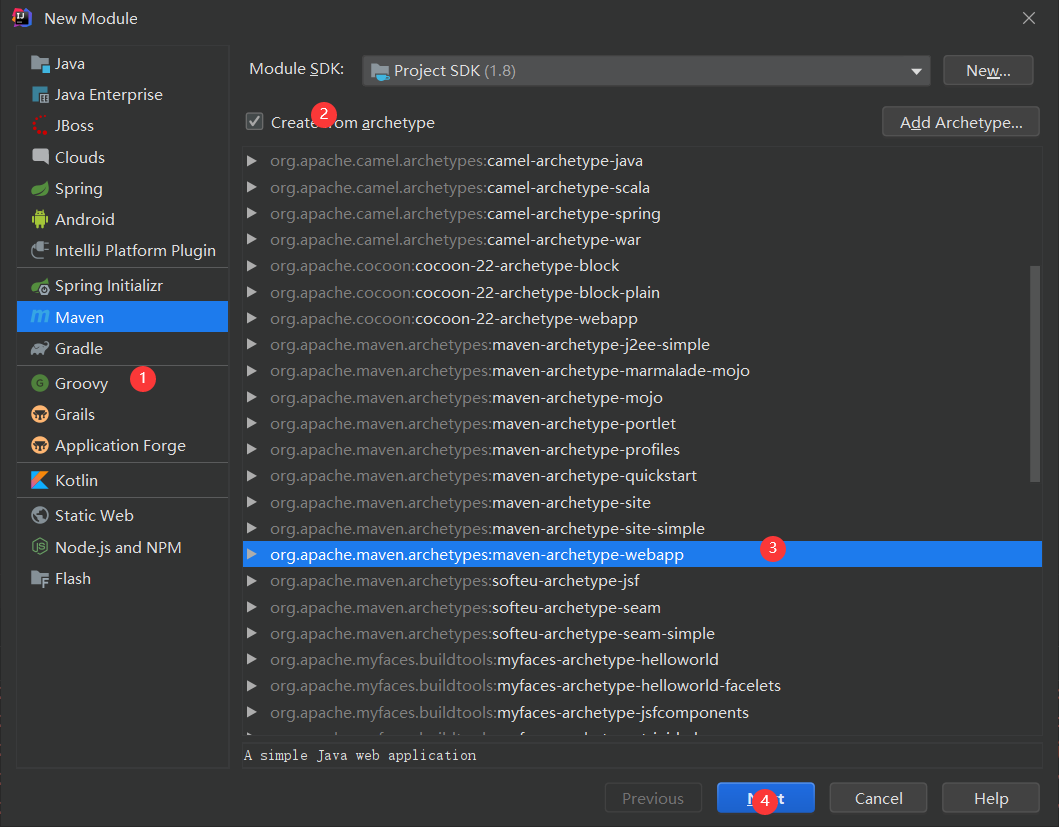 New Module
Java
Java Enterprise
JBoss
Clouds
Spring
Android
IntelliJ Platform Plugin
Spring Initializr
Maven
Gradle
Groovy
1
Grails
Application Forge
Kotlin
Static Web
Node.js and NPM
Flash
Module SDK:
Project SDK (1.8)
New...
2
Create from archetype
Add Archetype...
org.apache.camel.archetypes:camel-archetype-java
org.apache.camel.archetypes:camel-archetype-scala
org.apache.camel.archetypes:camel-archetype-spring
org.apache.camel.archetypes:camel-archetype-war
org.apache.cocoon:cocoon-22-archetype-block
org.apache.cocoon:cocoon-22-archetype-block-plain
org.apache.cocoon:cocoon-22-archetype-webapp
org.apache.maven.archetypes:maven-archetype-j2ee-simple
org.apache.maven.archetypes:maven-archetype-marmalade-mojo
org.apache.maven.archetypes:maven-archetype-mojo
org.apache.maven.archetypes:maven-archetype-portlet
org.apache.maven.archetypes:maven-archetype-profiles
org.apache.maven.archetypes:maven-archetype-quickstart
org.apache.maven.archetypes:maven-archetype-site
org.apache.maven.archetypes:maven-archetype-site-simple
org.apache.maven.archetypes:maven-archetype-webapp
3
org.apache.maven.archetypes:softeu-archetype-jsf
org.apache.maven.archetypes:softeu-archetype-seam
org.apache.maven.archetypes:softeu-archetype-seam-simple
org.apache.myfaces.buildtools:myfaces-archetype-helloworld
org.apache.myfaces.buildtools:myfaces-archetype-helloworld-facelets
org.apache.myfaces.buildtools:myfaces-archetype-jsfcomponents
A simple Java web application
Previous
Next
4
Cancel
Help